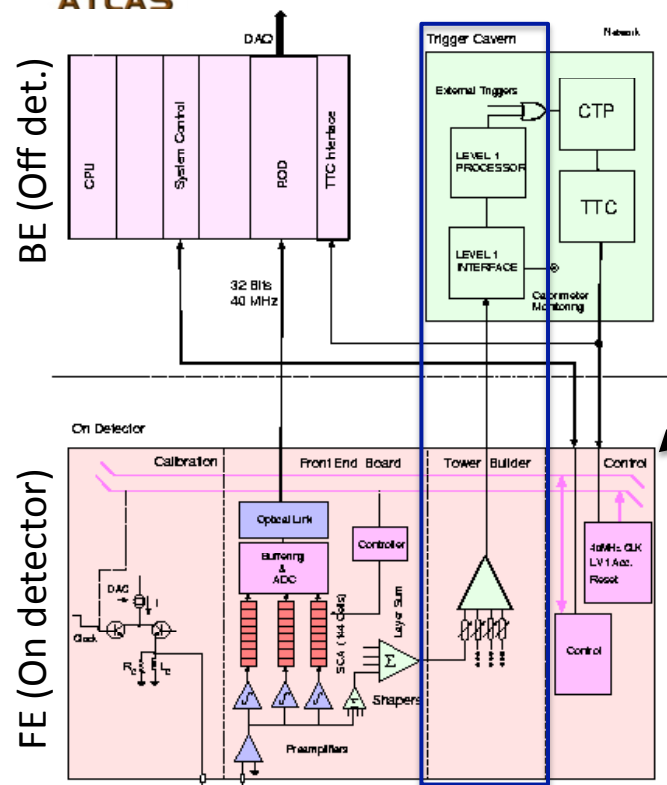 ATLAS
BE (Off det.)
DAQ
CPU
System Control
ROD
TTC Interface
32 Bits
40 MHz
Trigger Cavern
Network
External Triggers
CTP
LEVEL 1
PROCESSOR
TTC
LEVEL 1
INTERFACE
Calorimeter
Monitoring
FE (On detector)
On Detector
Calibration
Front End Board
Tower Builder
Control
Optical Link
Buffering
&
ADC
Controller
SCA (144 Cells)
Layer Sum
Σ
Σ
Shapers
Preamplifiers
DAC
I
Clock
40MHz CLK
LV1 Acc.
Reset
Control